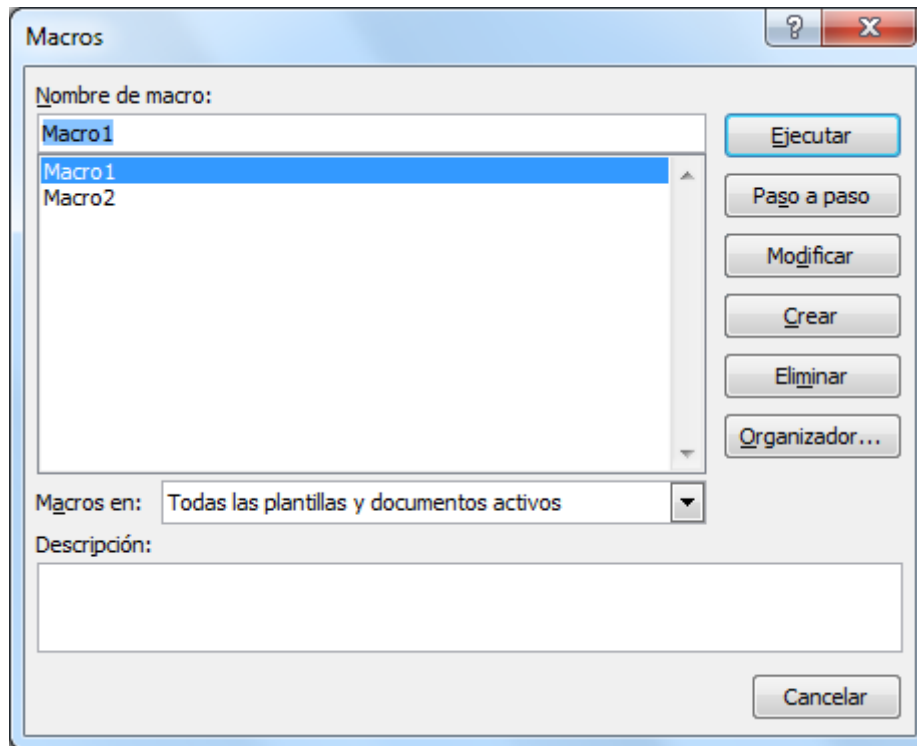 Macros
Nombre de macro:
Macro1
Ejecutar
Macro1
Macro2
Paso a paso
Modificar
Crear
Eliminar
Organizador...
Macros en: Todas las plantillas y documentos activos
Descripción:
Cancelar